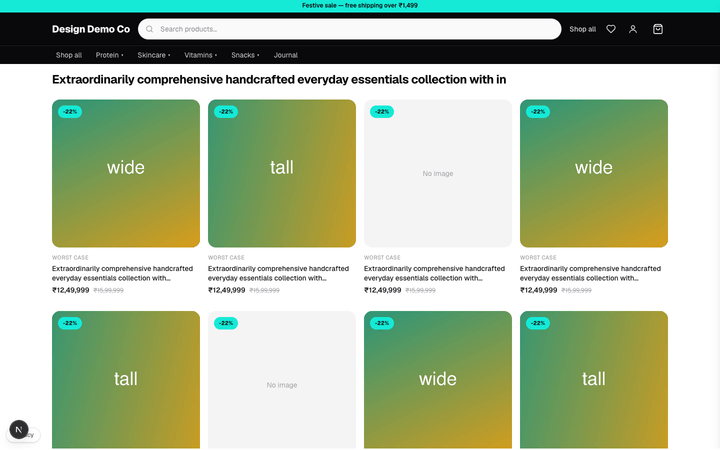 Festive sale — free shipping over ₹1,499
Design Demo Co
Search products...
Shop all
Shop all
Protein
Skincare
Vitamins
Snacks
Journal
Extraordinarily comprehensive handcrafted everyday essentials collection with in
-22%
wide
-22%
tall
-22%
No image
-22%
wide
WORST CASE
Extraordinarily comprehensive handcrafted
everyday essentials collection with...
₹12,49,999 ₹15,99,999
WORST CASE
Extraordinarily comprehensive handcrafted
everyday essentials collection with...
₹12,49,999 ₹15,99,999
WORST CASE
Extraordinarily comprehensive handcrafted
everyday essentials collection with...
₹12,49,999 ₹15,99,999
WORST CASE
Extraordinarily comprehensive handcrafted
everyday essentials collection with...
₹12,49,999 ₹15,99,999
-22%
tall
-22%
No image
-22%
wide
-22%
tall
N